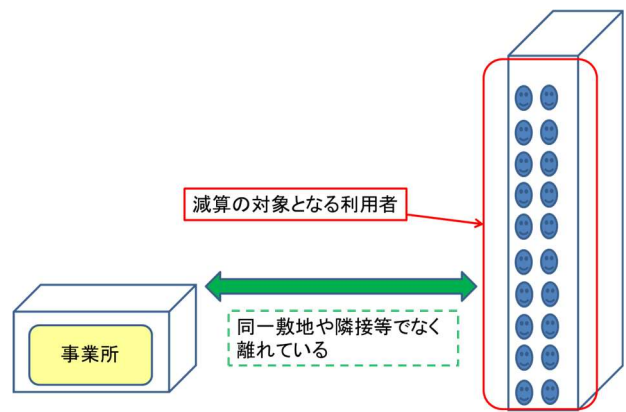 減算の対象となる利用者
同一敷地や隣接等でなく
離れている
事業所